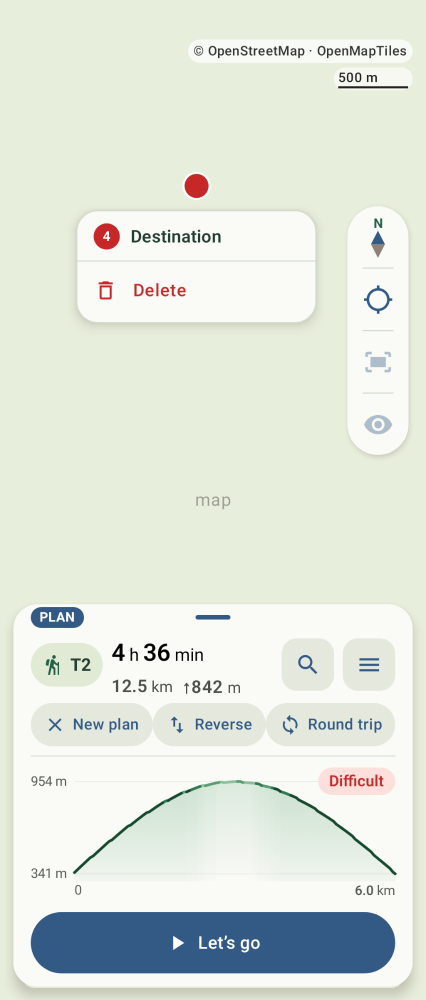 © OpenStreetMap · OpenMapTiles
500 m
N
4 Destination
Delete
map
PLAN
T2
4 h 36 min
12.5 km ↑842 m
New plan Reverse Round trip
954 m
Difficult
341 m
0 6.0 km
Let's go